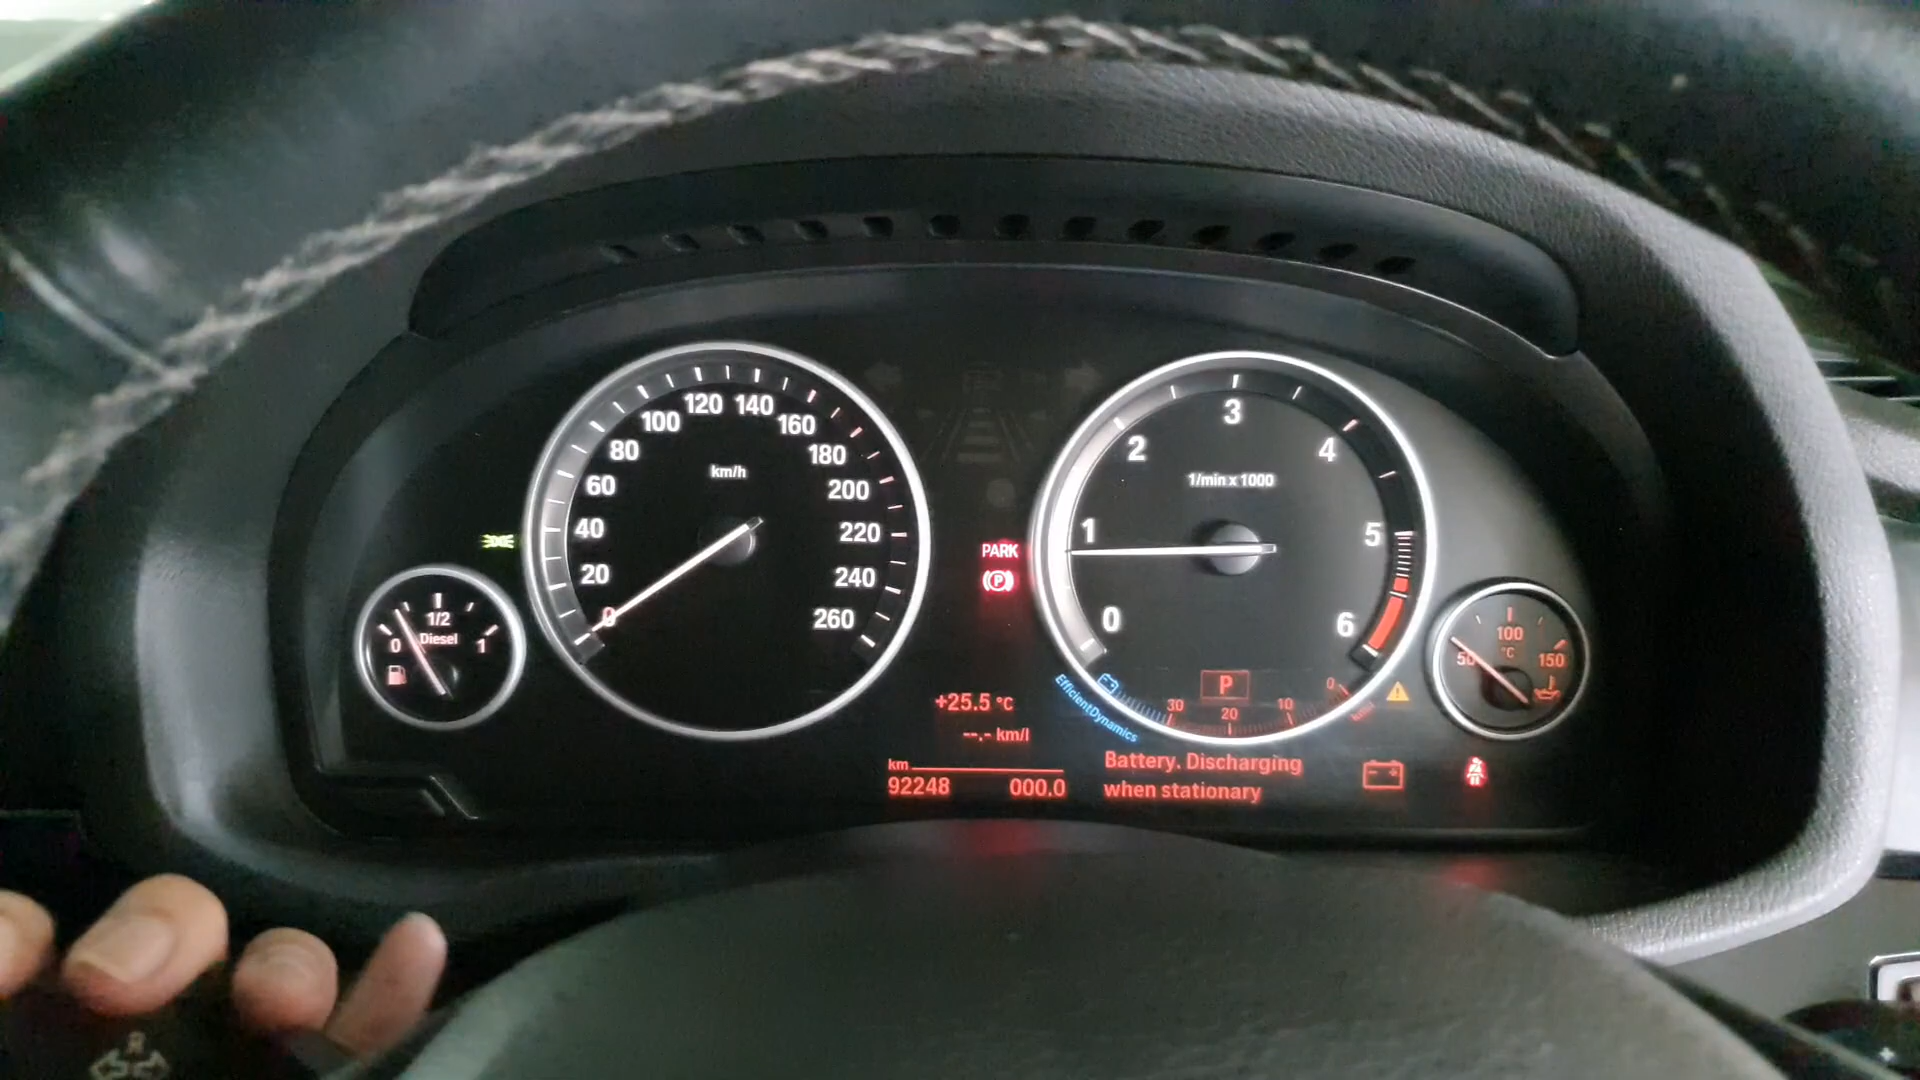 120 140
100 160
80 180
km/h
60 200
40 220
20 240
0 260
1/2
Diesel
0 1
PARK
P
3
2 4
1/min x 1000
1 5
0 6
P
30 20 10 0
km/l
EfficientDynamics
100
°C
50 150
+25.5 °C
--.- km/l
km
92248 000.0
Battery. Discharging
when stationary
R